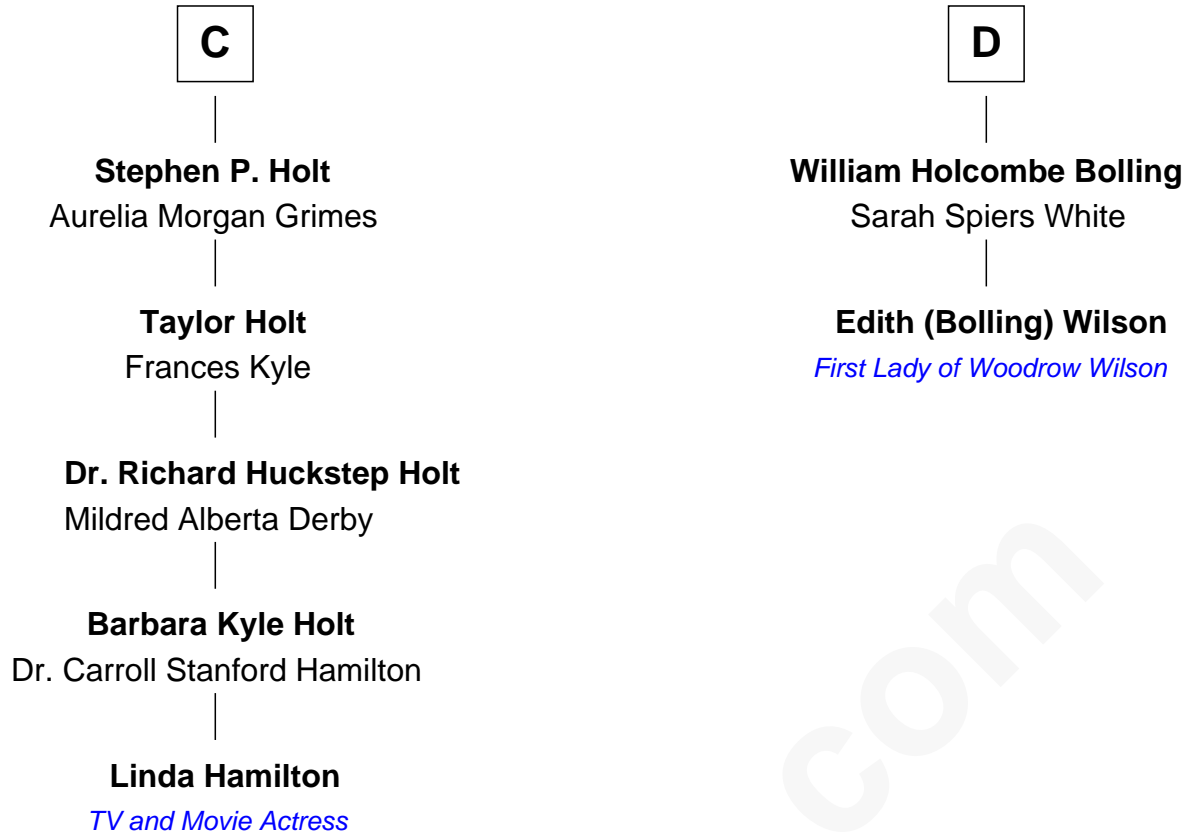 C
Stephen P. Holt
Aurelia Morgan Grimes
Taylor Holt
Frances Kyle
Dr. Richard Huckstep Holt
Mildred Alberta Derby
Barbara Kyle Holt
Dr. Carroll Stanford Hamilton
Linda Hamilton
TV and Movie Actress
D
William Holcombe Bolling
Sarah Spiers White
Edith (Bolling) Wilson
First Lady of Woodrow Wilson
com